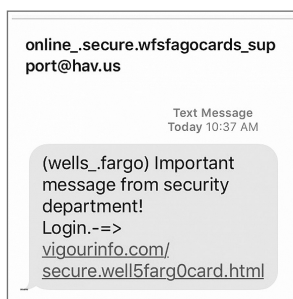 online_.secure.wfsfagocards_sup
port@hav.us
Text Message
Today 10:37 AM
(wells_.fargo) Important
message from security
department!
Login.-=>
vigourinfo.com/
secure.well5farg0card.html